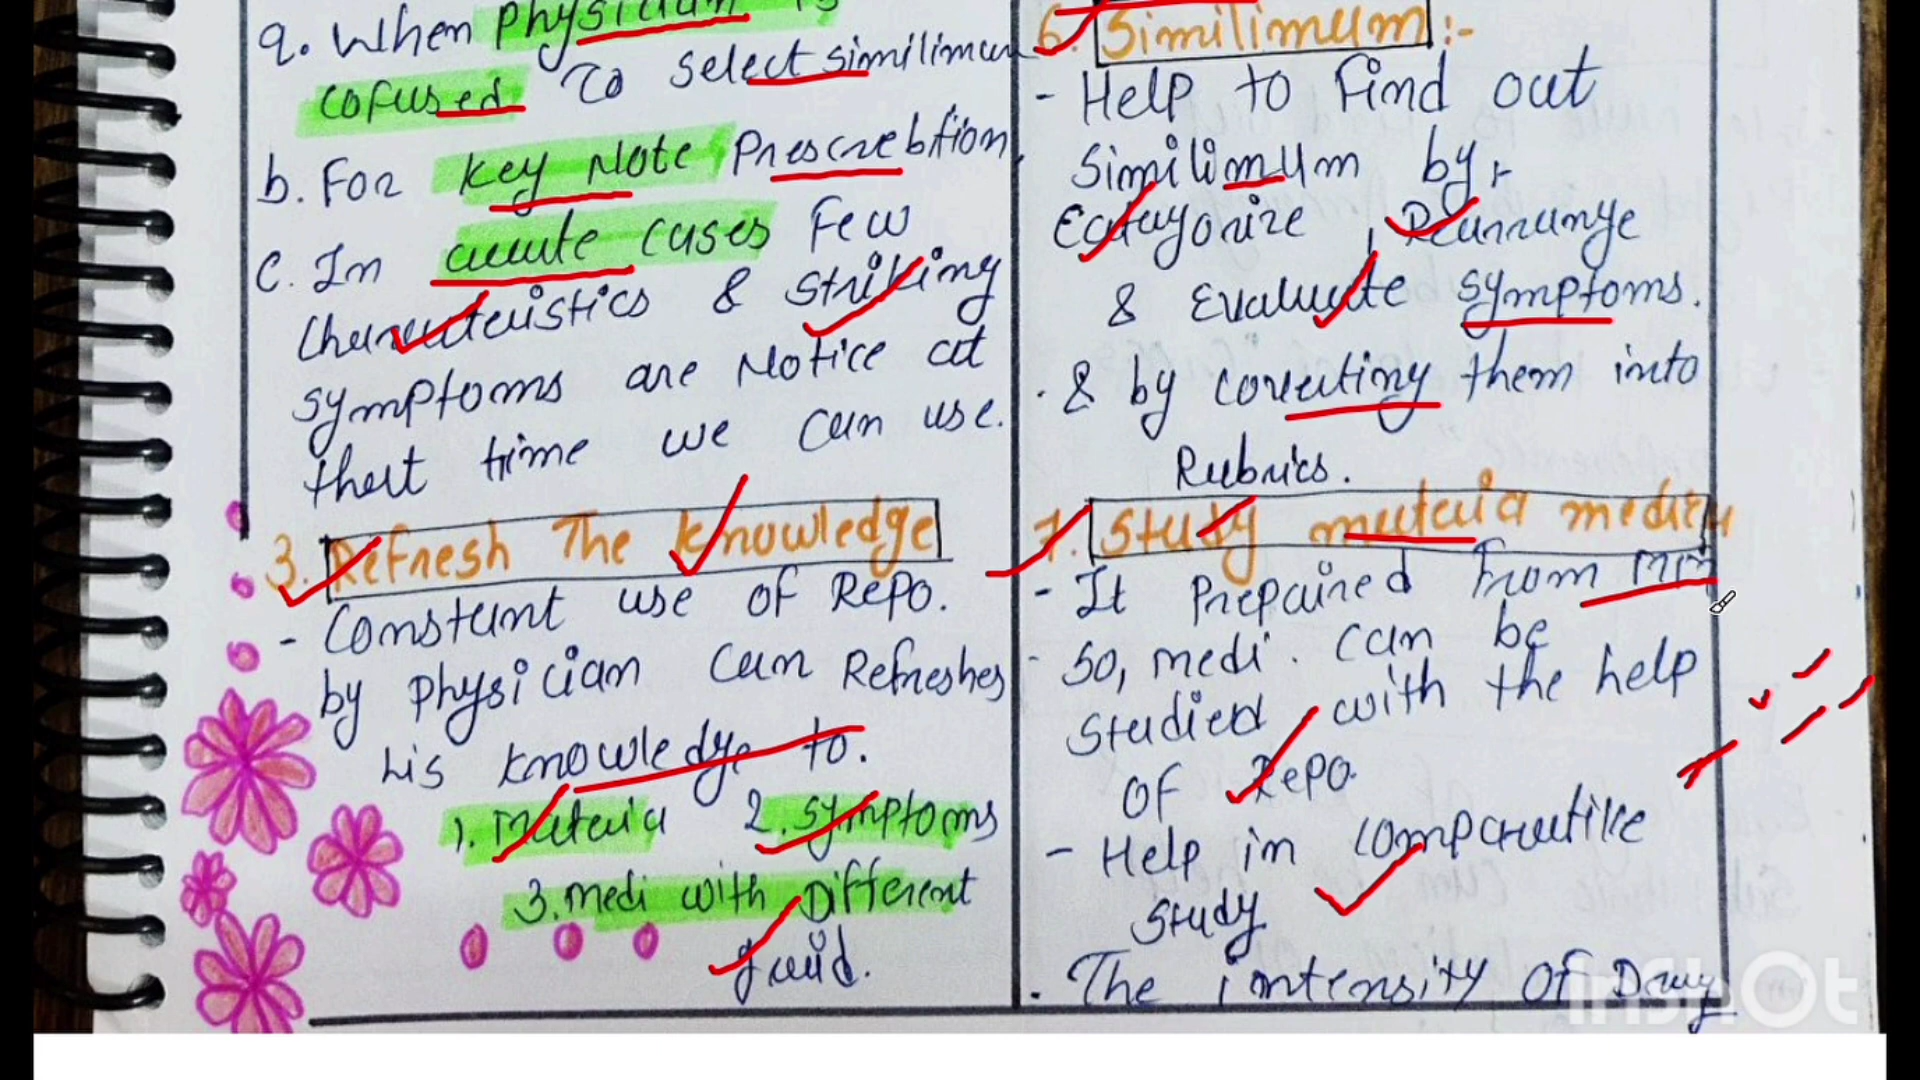 a. When physician is
cofused to select similimum
b. For key Note Prescrebtion,
c. In acute cases Few
characteristics & striking
symptoms are Notice at
that time we can use.
3. Refresh The knowledge
- Constant use of Repo.
by physician can Refreshes
his knowledge to.
1. Materia 2. symptoms
3. medi with Different
6. Similimum :-
- Help to Find out
Similimum by,
Rearrange
& Evaluate symptoms.
& by coverting them into
Rubrics.
7. Study materia medica
- It Prepaired From MM
- So, medi. can be
studied with the help
of Repo.
- Help in comparative
study
. The intensity of Drug
InShOt